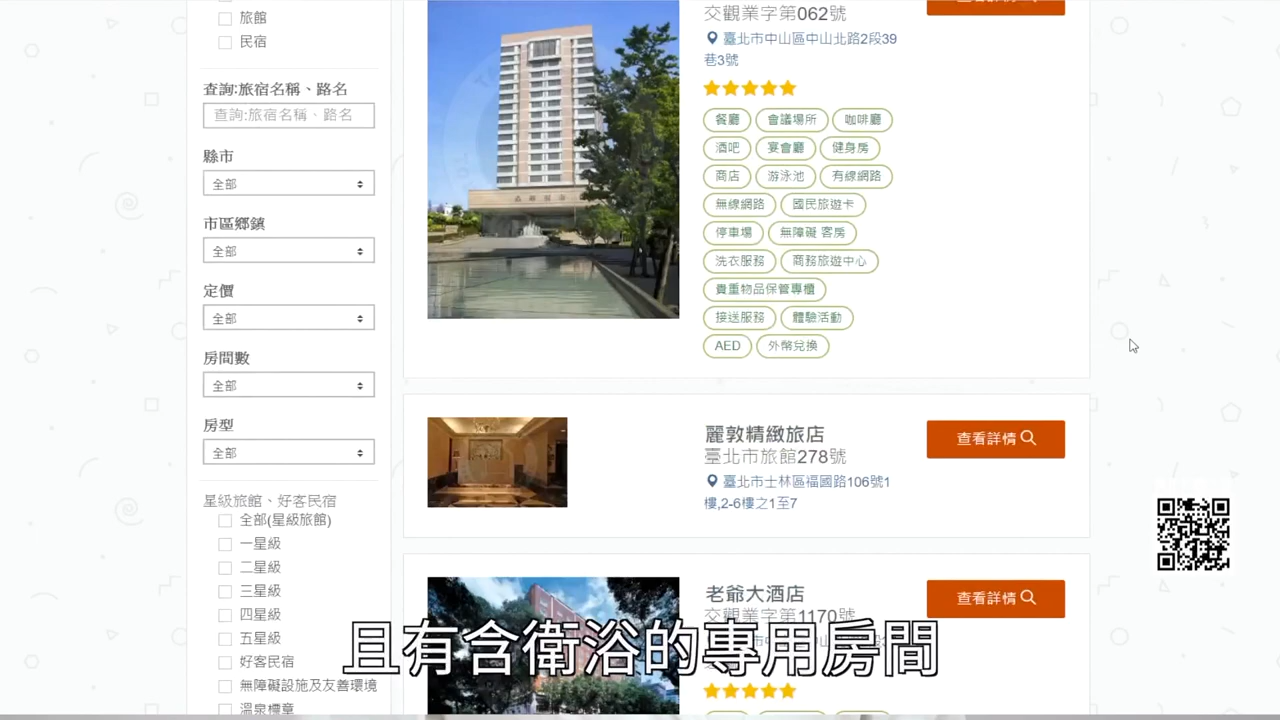 旅館
民宿
查詢:旅宿名稱、路名
查詢:旅宿名稱、路名
縣市
全部
市區鄉鎮
全部
定價
全部
房間數
全部
房型
全部
星級旅館、好客民宿
全部(星級旅館)
一星級
二星級
三星級
四星級
五星級
好客民宿
無障礙設施及友善環境
溫泉標章
交觀業字第062號
臺北市中山區中山北路2段39
巷3號
餐廳 會議場所 咖啡廳
酒吧 宴會廳 健身房
商店 游泳池 有線網路
無線網路 國民旅遊卡
停車場 無障礙 客房
洗衣服務 商務旅遊中心
貴重物品保管專櫃
接送服務 體驗活動
AED 外幣兌換
麗敦精緻旅店
臺北市旅館278號
臺北市士林區福國路106號1
樓,2-6樓之1至7
查看詳情
老爺大酒店
交觀業字第1170號
查看詳情
且有含衛浴的專用房間